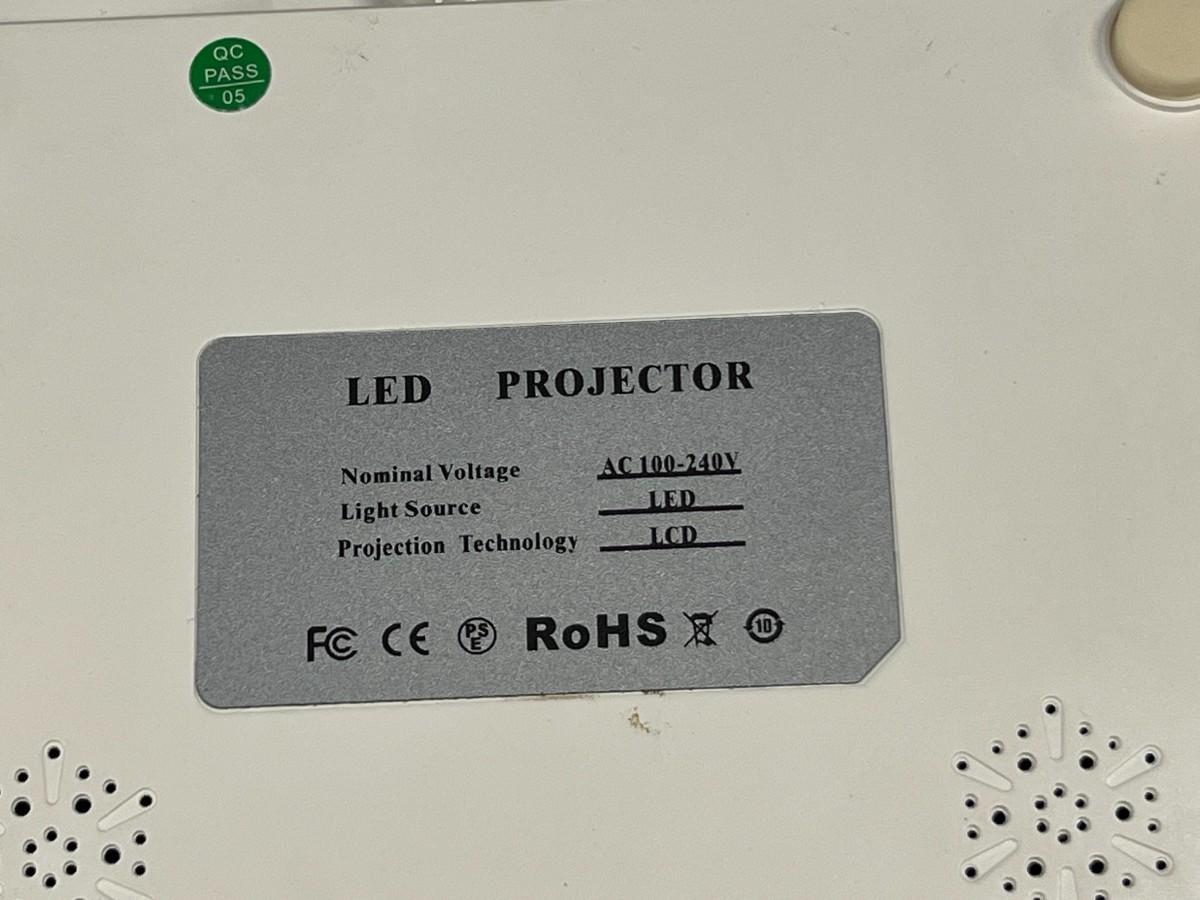 QC
PASS
05
LED PROJECTOR
Nominal Voltage AC 100-240V
Light Source LED
Projection Technology LCD
FC CE PSE RoHS 10